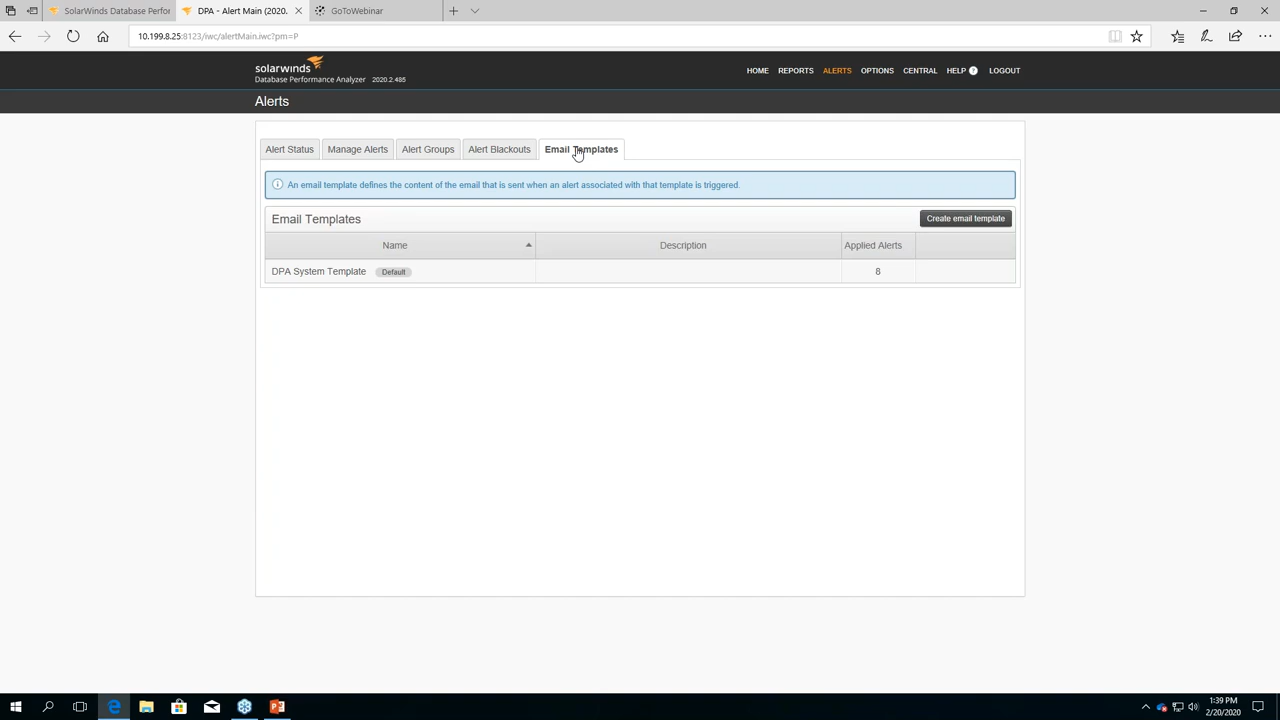 SolarWinds Database Perfor
DPA - Alert Main (2020.
GoToWebinar
10.199.8.25:8123/iwc/alertMain.iwc?pm=P
solarwinds
Database Performance Analyzer 2020.2.485
HOME REPORTS ALERTS OPTIONS CENTRAL HELP ? LOGOUT
Alerts
Alert Status Manage Alerts Alert Groups Alert Blackouts Email Templates
An email template defines the content of the email that is sent when an alert associated with that template is triggered.
Email Templates Create email template
Name Description Applied Alerts
DPA System Template Default 8
1:39 PM
2/20/2020